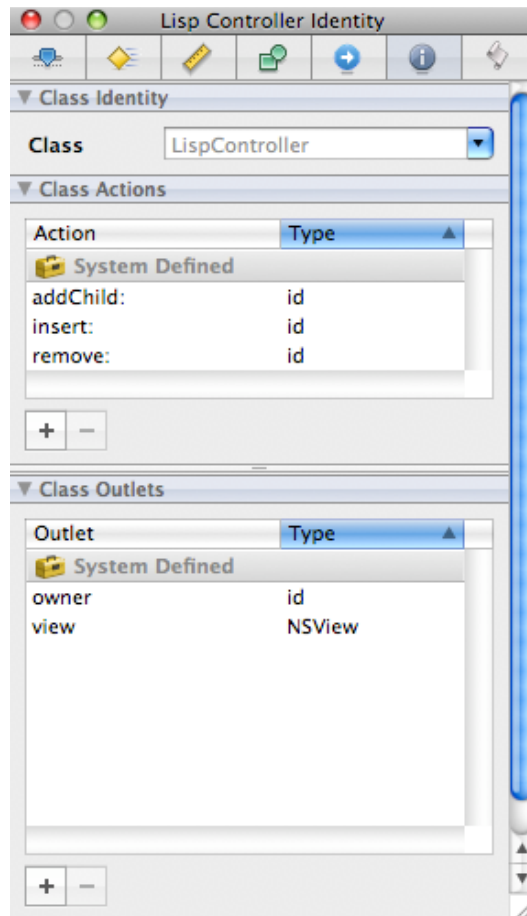 Lisp Controller Identity
Class Identity
Class LispController
Class Actions
Action Type
System Defined
addChild: id
insert: id
remove: id
+ −
Class Outlets
Outlet Type
System Defined
owner id
view NSView
+ −